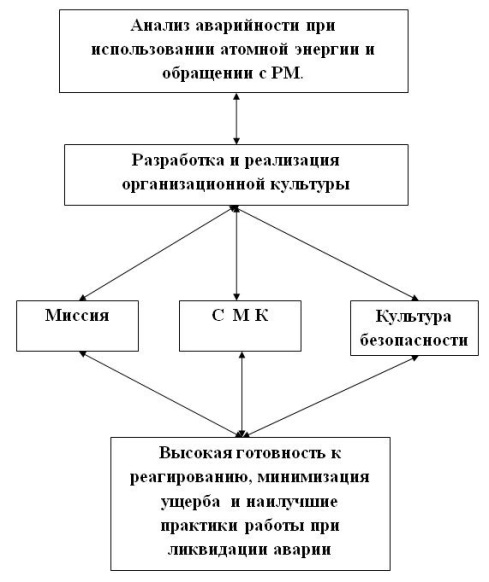 Анализ аварийности при
использовании атомной энергии и
обращении с РМ.
Разработка и реализация
организационной культуры
Миссия
С М К
Культура
безопасности
Высокая готовность к
реагированию, минимизация
ущерба и наилучшие
практики работы при
ликвидации аварии